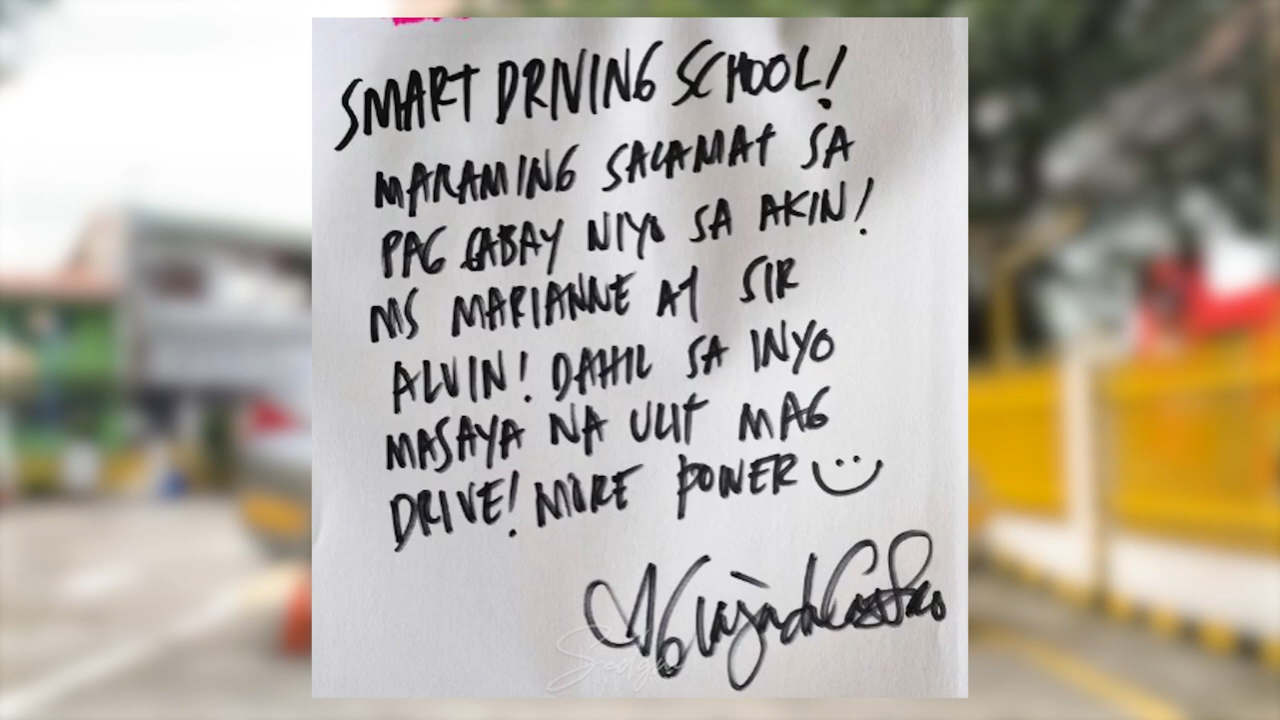 SMART DRIVING SCHOOL!
MARAMING SALAMAT SA
PAG GABAY NIYO SA AKIN!
MS MARIANNE AT SIR
ALVIN! DAHIL SA INYO
MASAYA NA ULIT MAG
DRIVE! MORE POWER